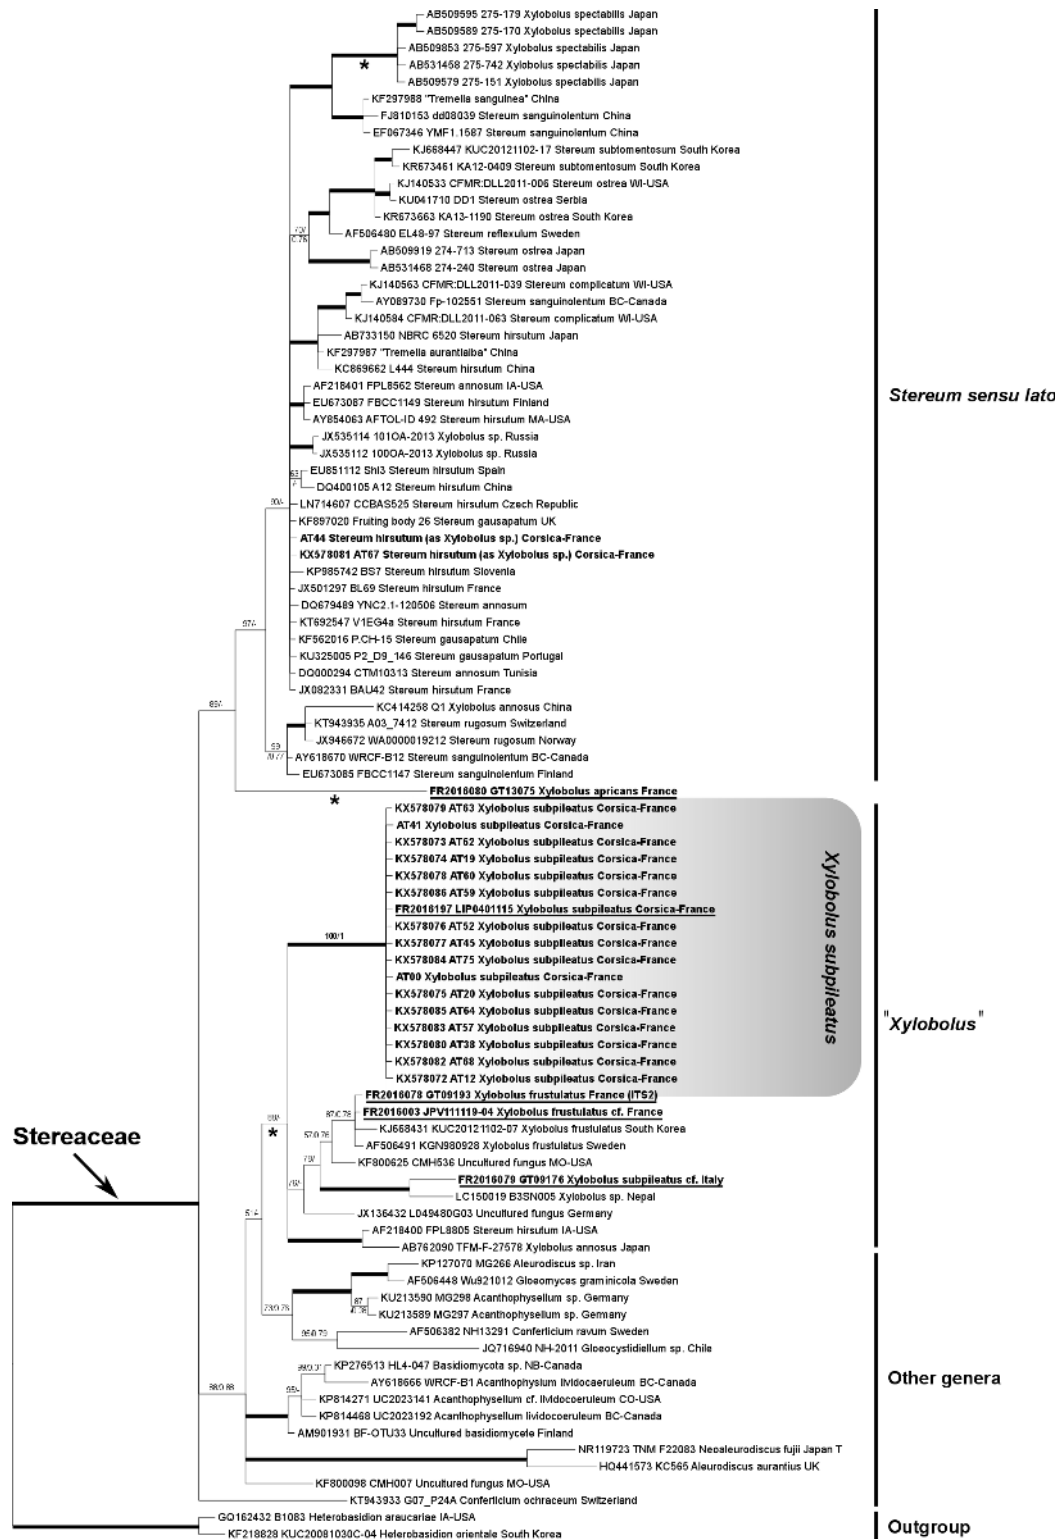 AB509595 275-179 Xylobolus spectabilis Japan
AB509589 275-170 Xylobolus spectabilis Japan
AB509853 275-597 Xylobolus spectabilis Japan
AB531458 275-742 Xylobolus spectabilis Japan
AB509579 275-151 Xylobolus spectabilis Japan
*
KF297988 "Tremella sanguinea" China
FJ810153 dd08039 Stereum sanguinolentum China
EF067346 YMF1.1587 Stereum sanguinolentum China
KJ668447 KUC20121102-17 Stereum subtomentosum South Korea
KR673461 KA12-0409 Stereum subtomentosum South Korea
KJ140533 CFMR:DLL2011-006 Stereum ostrea WI-USA
KU041710 DD1 Stereum ostrea Serbia
KR673663 KA13-1190 Stereum ostrea South Korea
AF506480 EL48-97 Stereum reflexulum Sweden
AB509919 274-713 Stereum ostrea Japan
AB531468 274-240 Stereum ostrea Japan
KJ140563 CFMR:DLL2011-039 Stereum complicatum WI-USA
AY089730 Fp-102551 Stereum sanguinolentum BC-Canada
KJ140584 CFMR:DLL2011-063 Stereum complicatum WI-USA
AB733150 NBRC 6520 Stereum hirsutum Japan
KF297987 "Tremella aurantialba" China
KC869662 L444 Stereum hirsutum China
AF218401 FPL8562 Stereum annosum IA-USA
Stereum sensu lato
EU673087 FBCC1149 Stereum hirsutum Finland
AY854063 AFTOL-ID 492 Stereum hirsutum MA-USA
JX535114 101OA-2013 Xylobolus sp. Russia
JX535112 100OA-2013 Xylobolus sp. Russia
EU851112 Shi3 Stereum hirsutum Spain
DQ400105 A12 Stereum hirsutum China
LN714607 CCBAS525 Stereum hirsutum Czech Republic
KF897020 Fruiting body 26 Stereum gausapatum UK
AT44 Stereum hirsutum (as Xylobolus sp.) Corsica-France
KX578081 AT67 Stereum hirsutum (as Xylobolus sp.) Corsica-France
KP985742 BS7 Stereum hirsutum Slovenia
JX501297 BL69 Stereum hirsutum France
DQ679489 YNC2.1-120506 Stereum annosum
KT692547 V1EG4a Stereum hirsutum France
97/-
KF562016 P.CH-15 Stereum gausapatum Chile
KU325005 P2_D9_146 Stereum gausapatum Portugal
DQ000294 CTM10313 Stereum annosum Tunisia
JX082331 BAU42 Stereum hirsutum France
KC414258 Q1 Xylobolus annosus China
KT943935 A03_7412 Stereum rugosum Switzerland
JX946672 WA0000019212 Stereum rugosum Norway
AY618670 WRCF-B12 Stereum sanguinolentum BC-Canada
EU673085 FBCC1147 Stereum sanguinolentum Finland
FR2016080 GT13075 Xylobolus apricans France
*
KX578079 AT63 Xylobolus subpileatus Corsica-France
AT41 Xylobolus subpileatus Corsica-France
KX578073 AT62 Xylobolus subpileatus Corsica-France
KX578074 AT19 Xylobolus subpileatus Corsica-France
KX578078 AT60 Xylobolus subpileatus Corsica-France
KX578086 AT59 Xylobolus subpileatus Corsica-France
FR2016197 LIP0401115 Xylobolus subpileatus Corsica-France
KX578076 AT52 Xylobolus subpileatus Corsica-France
100/1
KX578077 AT45 Xylobolus subpileatus Corsica-France
KX578084 AT75 Xylobolus subpileatus Corsica-France
AT00 Xylobolus subpileatus Corsica-France
KX578075 AT20 Xylobolus subpileatus Corsica-France
KX578085 AT64 Xylobolus subpileatus Corsica-France
KX578083 AT57 Xylobolus subpileatus Corsica-France
KX578080 AT38 Xylobolus subpileatus Corsica-France
KX578082 AT68 Xylobolus subpileatus Corsica-France
KX578072 AT12 Xylobolus subpileatus Corsica-France
Xylobolus subpileatus
"Xylobolus"
FR2016078 GT09193 Xylobolus frustulatus France (ITS2)
FR2016003 JPV111119-04 Xylobolus frustulatus cf. France
KJ668431 KUC20121102-07 Xylobolus frustulatus South Korea
*
Stereaceae
AF506491 KGN980928 Xylobolus frustulatus Sweden
KF800625 CMH536 Uncultured fungus MO-USA
FR2016079 GT09176 Xylobolus subpileatus cf. Italy
LC150019 B3SN005 Xylobolus sp. Nepal
JX136432 L049480G03 Uncultured fungus Germany
AF218400 FPL8805 Stereum hirsutum IA-USA
AB762090 TFM-F-27578 Xylobolus annosus Japan
KP127070 MG266 Aleurodiscus sp. Iran
AF506448 Wu921012 Gloeomyces graminicola Sweden
KU213590 MG298 Acanthophysellum sp. Germany
KU213589 MG297 Acanthophysellum sp. Germany
AF506382 NH13291 Conferticium ravum Sweden
JQ716940 NH-2011 Gloeocystidiellum sp. Chile
KP276513 HL4-047 Basidiomycota sp. NB-Canada
Other genera
AY618666 WRCF-B1 Acanthophysium lividocaeruleum BC-Canada
KP814271 UC2023141 Acanthophysellum cf. lividocoeruleum CO-USA
KP814468 UC2023192 Acanthophysellum lividocoeruleum BC-Canada
AM901931 BF-OTU33 Uncultured basidiomycete Finland
NR119723 TNM F22083 Neoaleurodiscus fujii Japan T
HQ441573 KC565 Aleurodiscus aurantius UK
KF800098 CMH007 Uncultured fungus MO-USA
KT943933 G07_P24A Conferticium ochraceum Switzerland
GQ162432 B1083 Heterobasidion araucariae IA-USA
Outgroup
KF218828 KUC20081030C-04 Heterobasidion orientale South Korea